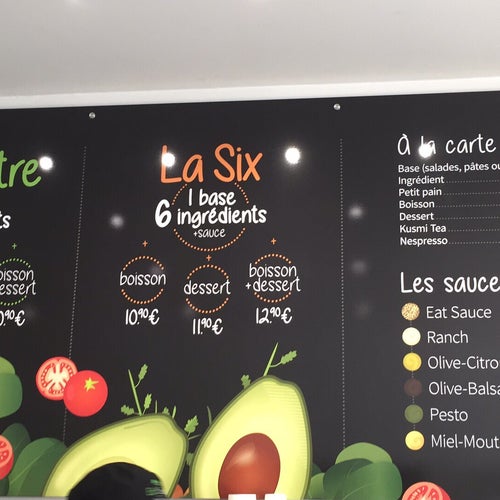 tre
ts
boisson
dessert
0.90€
La Six
1 base
6 ingrédients
+sauce
+
boisson
10.90€
+
dessert
11.90€
+
boisson
+dessert
12.90€
À la carte
Base (salades, pâtes ou
Ingrédient
Petit pain
Boisson
Dessert
Kusmi Tea
Nespresso
Les sauce
Eat Sauce
Ranch
Olive-Citro
Olive-Balsa
Pesto
Miel-Mout